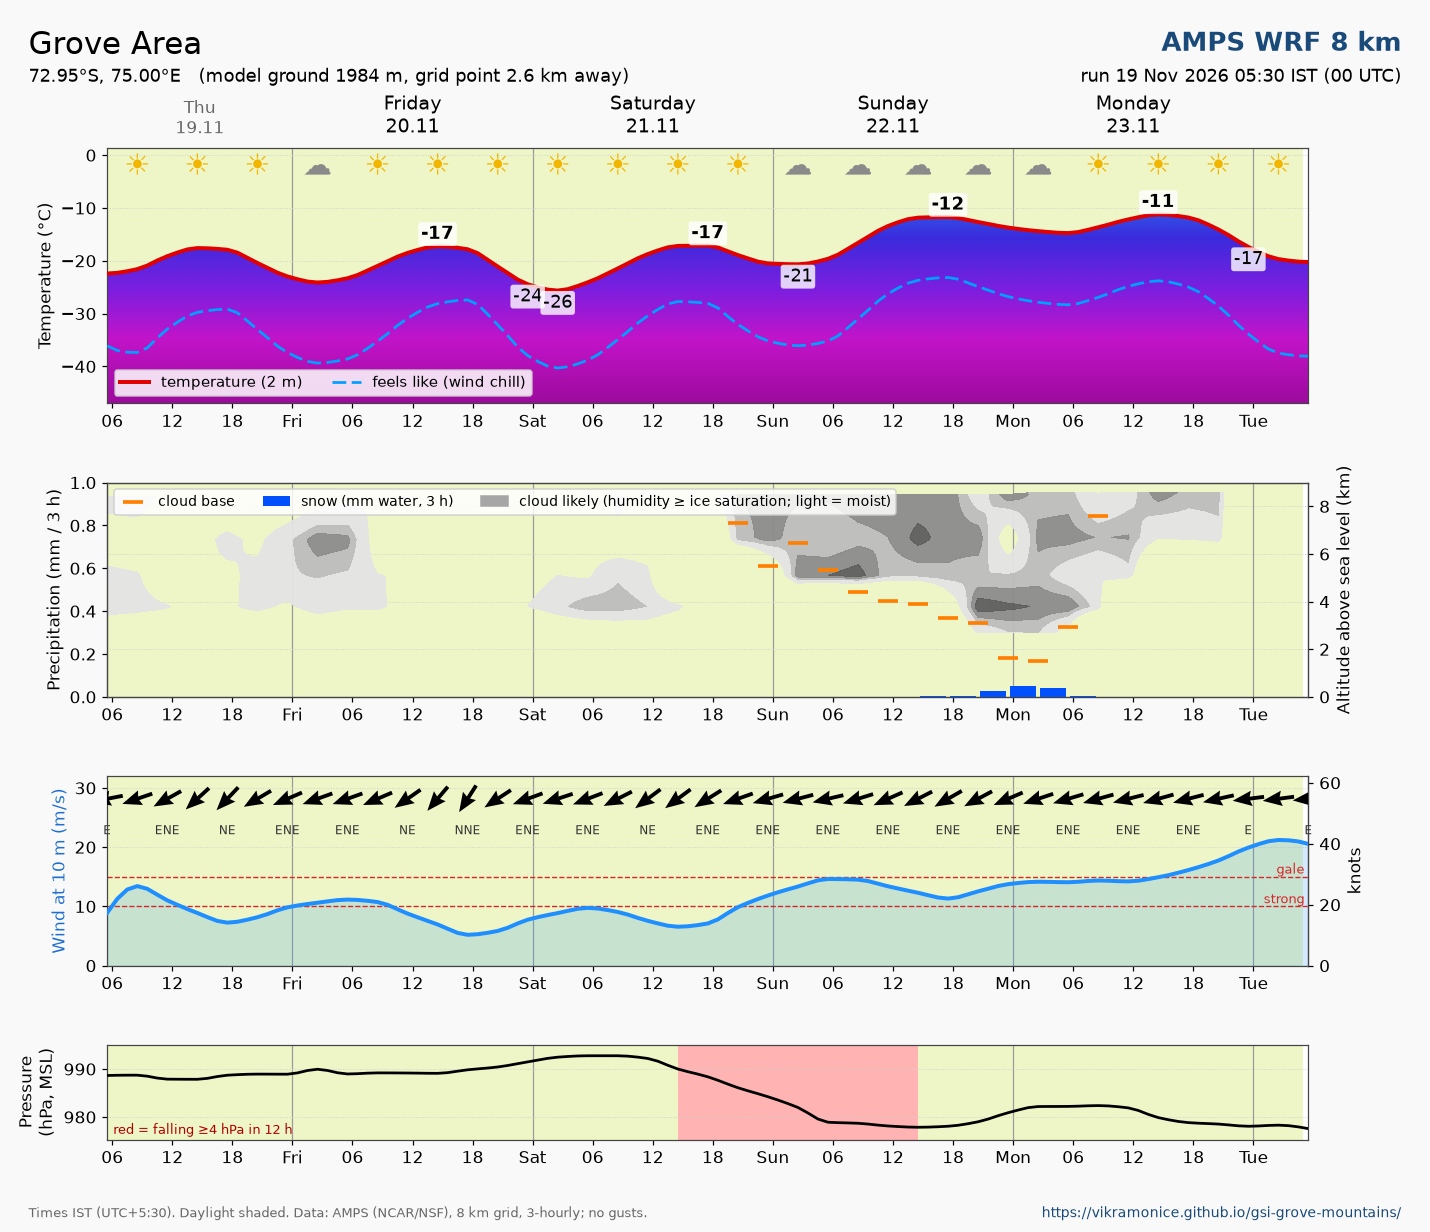 Grove Area
AMPS WRF 8 km
72.95°S, 75.00°E (model ground 1984 m, grid point 2.6 km away)
run 19 Nov 2026 05:30 IST (00 UTC)
Thu Friday Saturday Sunday Monday
19.11 20.11 21.11 22.11 23.11
Temperature (°C)
0
−10
−20
−30
−40
-17 -17 -12 -11
-24 -26 -21 -17
temperature (2 m) feels like (wind chill)
06 12 18 Fri 06 12 18 Sat 06 12 18 Sun 06 12 18 Mon 06 12 18 Tue
Precipitation (mm / 3 h)
1.0
0.8
0.6
0.4
0.2
0.0
cloud base snow (mm water, 3 h) cloud likely (humidity ≥ ice saturation; light = moist)
8
6
4
2
0
Altitude above sea level (km)
06 12 18 Fri 06 12 18 Sat 06 12 18 Sun 06 12 18 Mon 06 12 18 Tue
Wind at 10 m (m/s)
30
20
10
0
E ENE NE ENE ENE NE NNE ENE ENE NE ENE ENE ENE ENE ENE ENE ENE ENE ENE E E
gale
strong
60
40
20
0
knots
06 12 18 Fri 06 12 18 Sat 06 12 18 Sun 06 12 18 Mon 06 12 18 Tue
Pressure
(hPa, MSL)
990
980
red = falling ≥4 hPa in 12 h
06 12 18 Fri 06 12 18 Sat 06 12 18 Sun 06 12 18 Mon 06 12 18 Tue
Times IST (UTC+5:30). Daylight shaded. Data: AMPS (NCAR/NSF), 8 km grid, 3-hourly; no gusts.
https://vikramonice.github.io/gsi-grove-mountains/